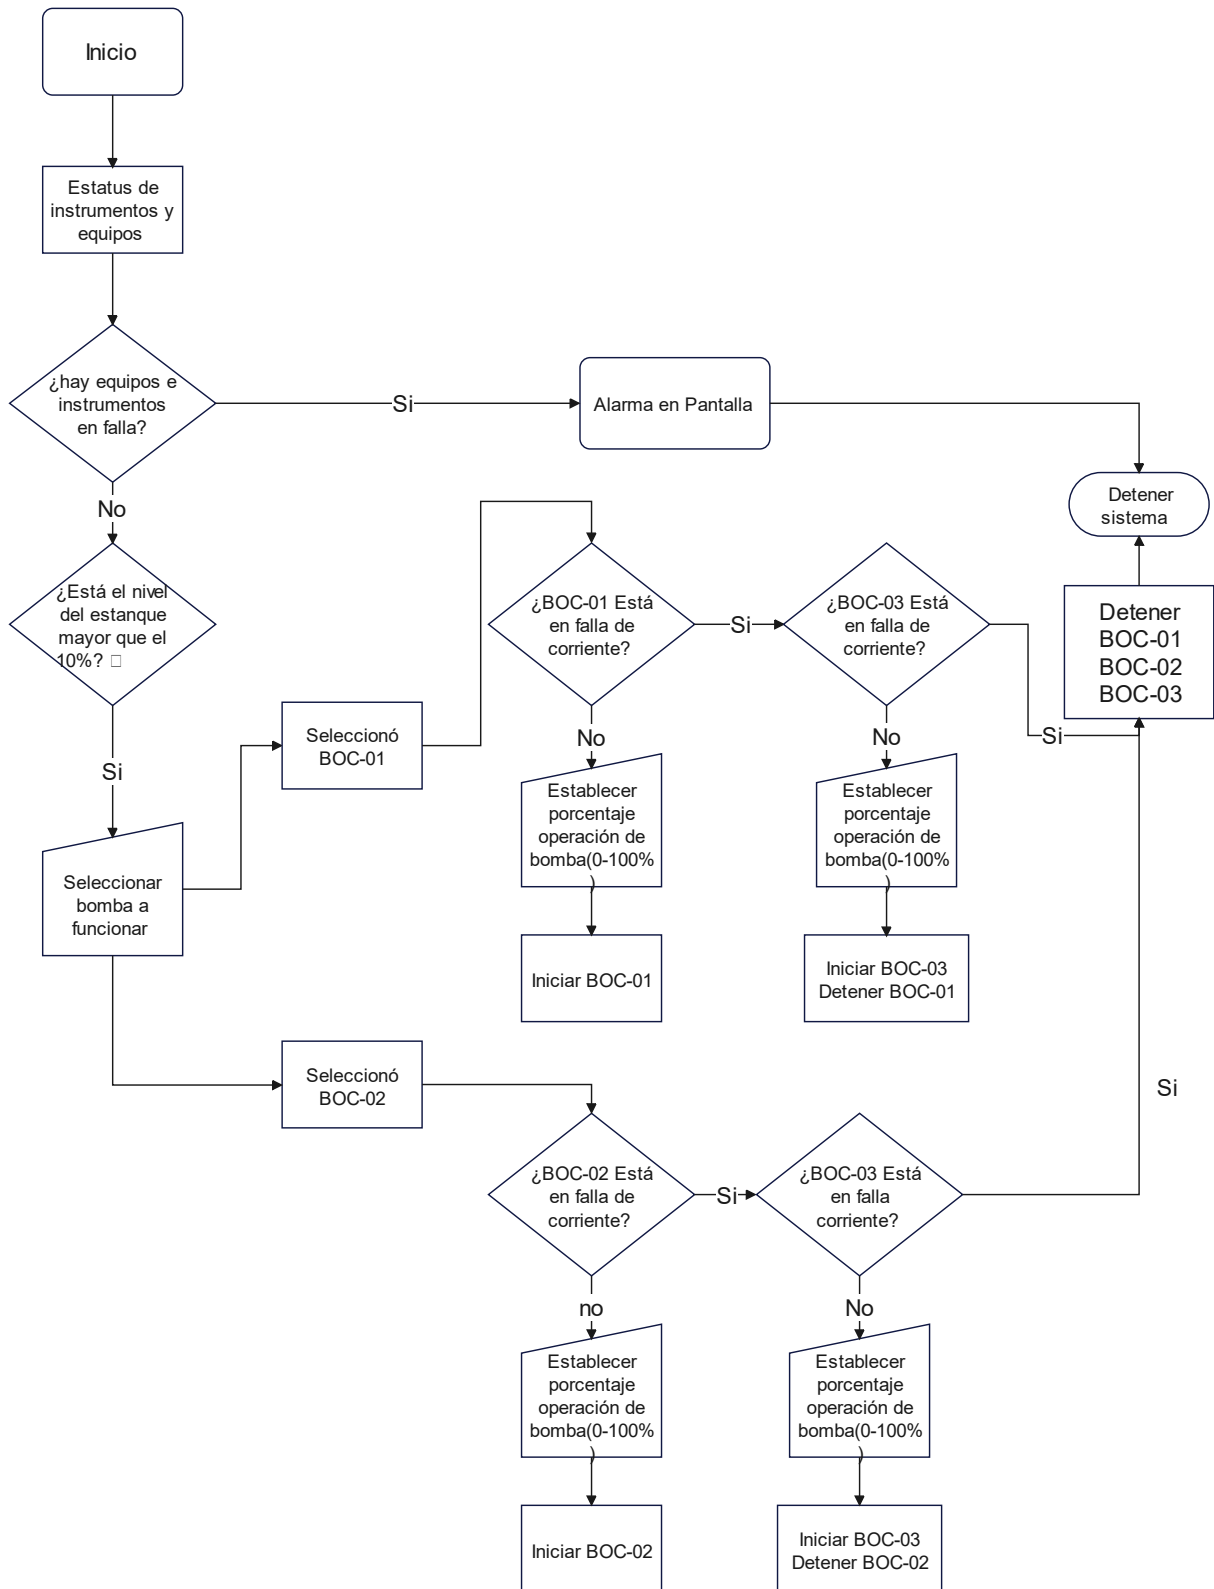 Inicio
Estatus de
instrumentos y
equipos
¿hay equipos e
instrumentos
en falla?
Si
Alarma en Pantalla
Detener
sistema
No
¿Está el nivel
del estanque
mayor que el
10%?
Si
Seleccionar
bomba a
funcionar
Seleccionó
BOC-01
¿BOC-01 Está
en falla de
corriente?
Si
¿BOC-03 Está
en falla de
corriente?
Si
Detener
BOC-01
BOC-02
BOC-03
No
Establecer
porcentaje
operación de
bomba(0-100%
)
Iniciar BOC-01
No
Establecer
porcentaje
operación de
bomba(0-100%
)
Iniciar BOC-03
Detener BOC-01
Seleccionó
BOC-02
¿BOC-02 Está
en falla de
corriente?
Si
¿BOC-03 Está
en falla
corriente?
Si
no
Establecer
porcentaje
operación de
bomba(0-100%
)
Iniciar BOC-02
No
Establecer
porcentaje
operación de
bomba(0-100%
)
Iniciar BOC-03
Detener BOC-02